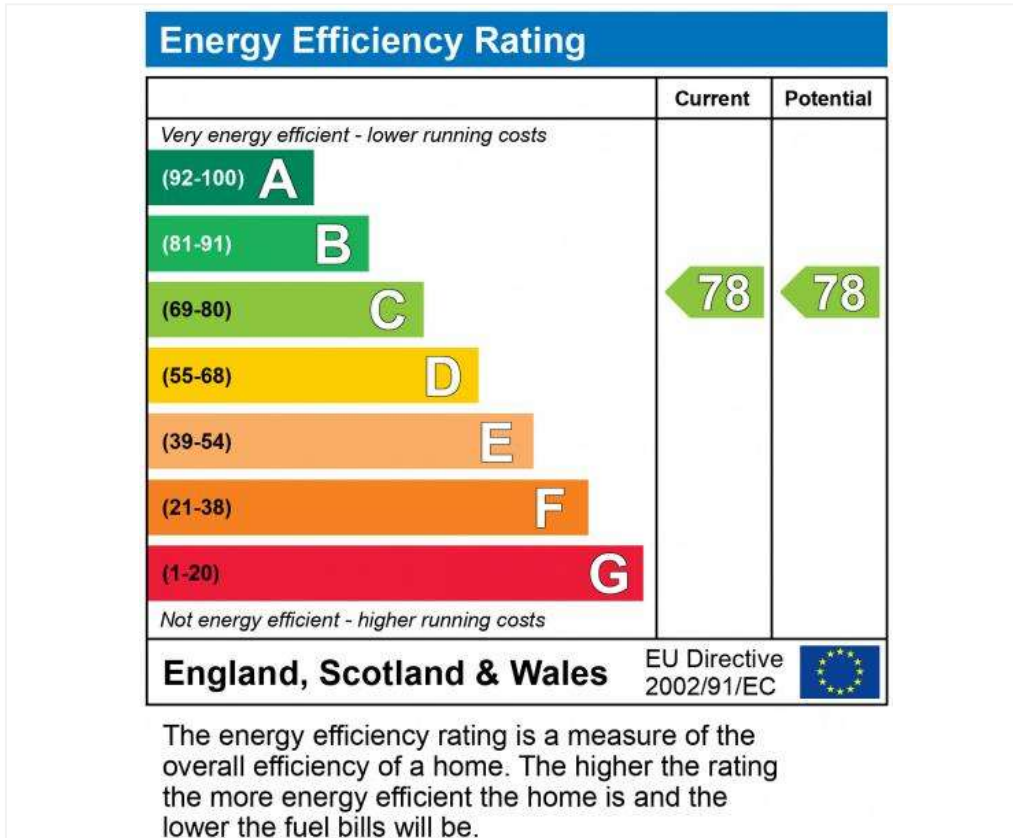 Energy Efficiency Rating
Current Potential
Very energy efficient - lower running costs
(92-100) A
(81-91) B
78 78
(69-80) C
(55-68) D
(39-54) E
(21-38) F
(1-20) G
Not energy efficient - higher running costs
England, Scotland & Wales
EU Directive
2002/91/EC
The energy efficiency rating is a measure of the
overall efficiency of a home. The higher the rating
the more energy efficient the home is and the
lower the fuel bills will be.